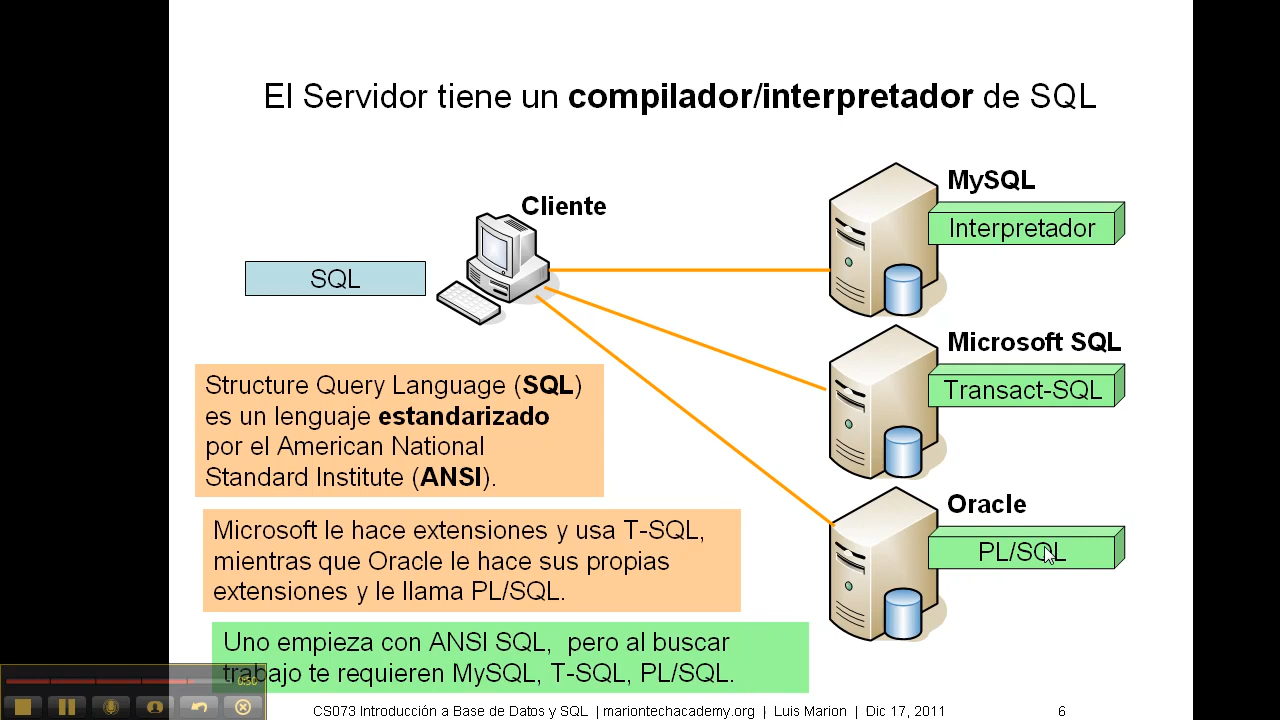 El Servidor tiene un compilador/interpretador de SQL
Cliente
SQL
MySQL
Interpretador
Microsoft SQL
Transact-SQL
Oracle
PL/SQL
Structure Query Language (SQL)
es un lenguaje estandarizado
por el American National
Standard Institute (ANSI).
Microsoft le hace extensiones y usa T-SQL,
mientras que Oracle le hace sus propias
extensiones y le llama PL/SQL.
Uno empieza con ANSI SQL, pero al buscar
trabajo te requieren MySQL, T-SQL, PL/SQL.
CS073 Introducción a Base de Datos y SQL | mariontechacademy.org | Luis Marion | Dic 17, 2011
6